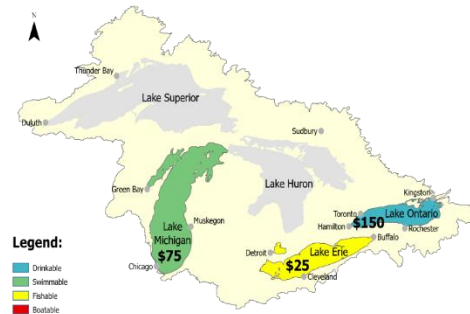 N
Thunder Bay
Lake Superior
Duluth
Sudbury
Green Bay
Lake Huron
Kingston
Toronto
Lake Ontario
$150
Hamilton
Rochester
Lake
Michigan
$75
Muskegon
Buffalo
Detroit
Lake Erie
$25
Chicago
Cleveland
Legend:
Drinkable
Swimmable
Fishable
Boatable